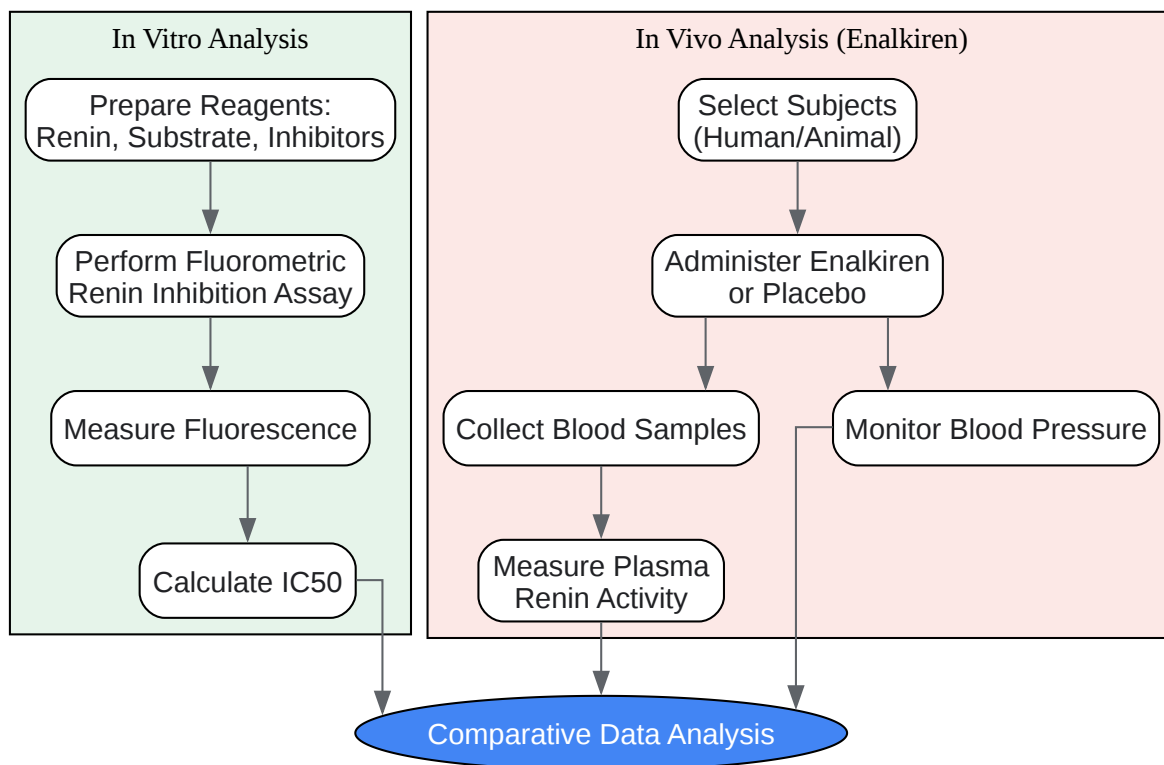 In Vitro Analysis
Prepare Reagents:
Renin, Substrate, Inhibitors
Perform Fluorometric
Renin Inhibition Assay
Measure Fluorescence
Calculate IC50
In Vivo Analysis (Enalkiren)
Select Subjects
(Human/Animal)
Administer Enalkiren
or Placebo
Collect Blood Samples
Monitor Blood Pressure
Measure Plasma
Renin Activity
Comparative Data Analysis